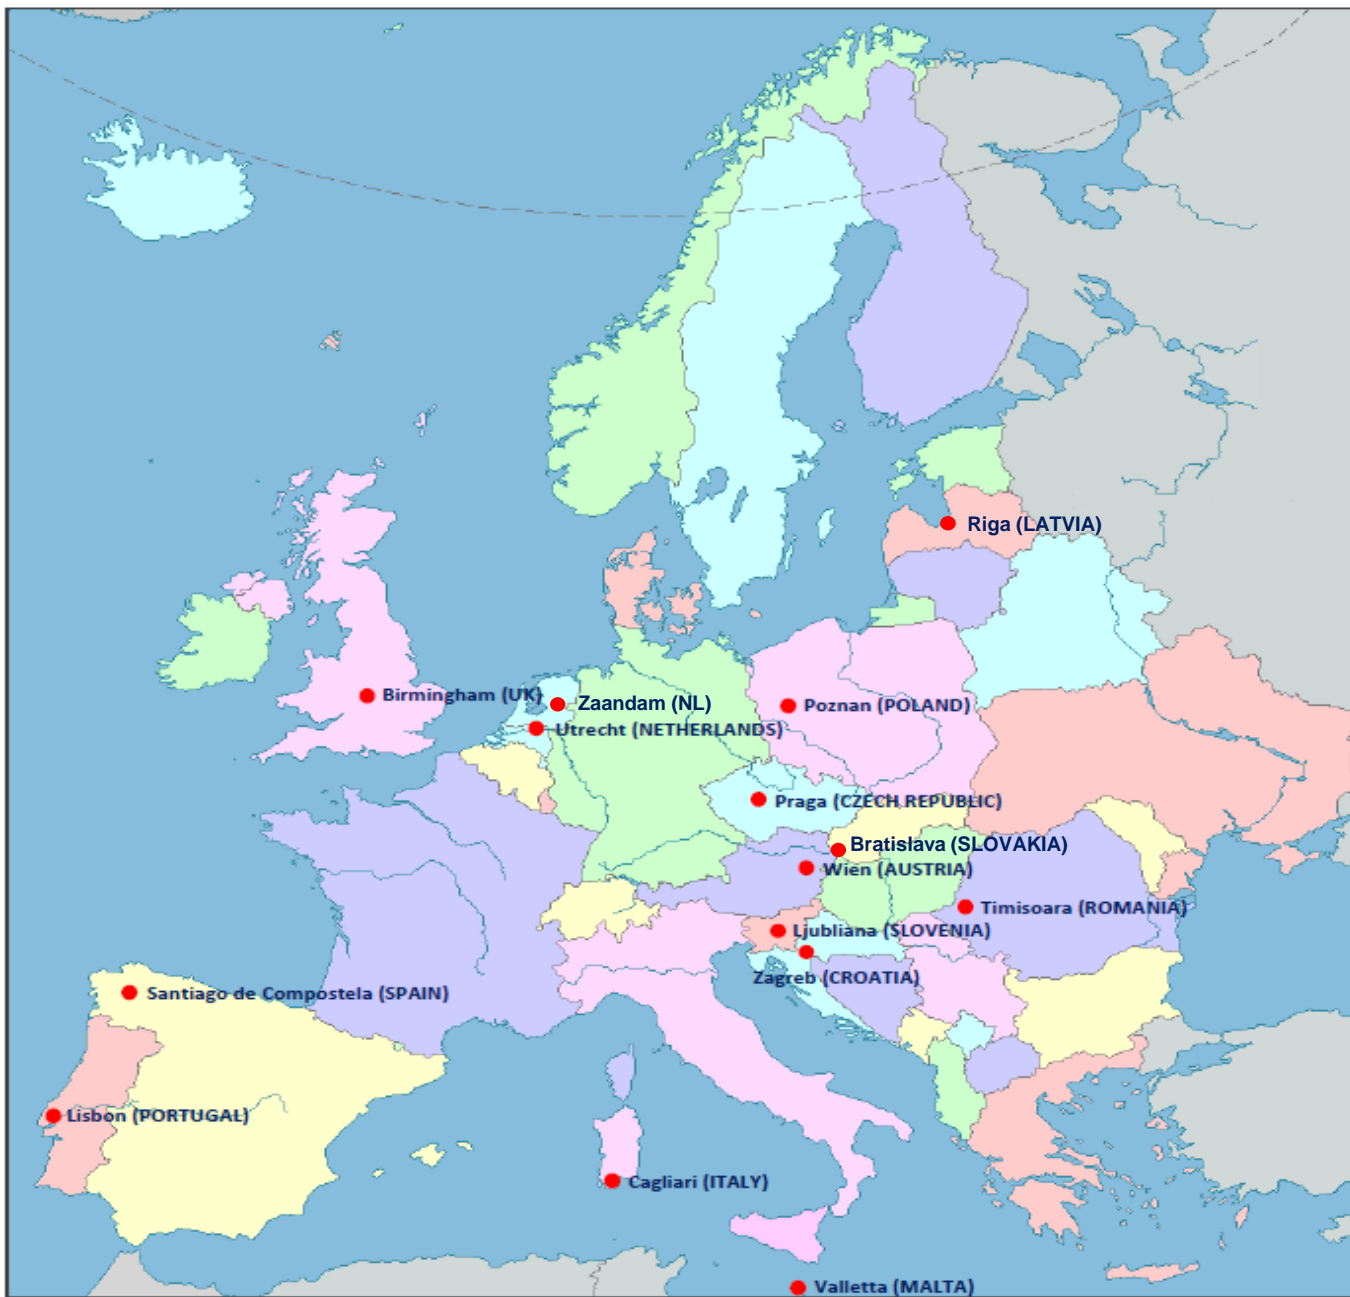 Riga (LATVIA)
Birmingham (UK)
Zaandam (NL)
Poznan (POLAND)
Utrecht (NETHERLANDS)
Praga (CZECH REPUBLIC)
Bratislava (SLOVAKIA)
Wien (AUSTRIA)
Timisoara (ROMANIA)
Ljubliana (SLOVENIA)
Zagreb (CROATIA)
Santiago de Compostela (SPAIN)
Lisbon (PORTUGAL)
Cagliari (ITALY)
Valletta (MALTA)